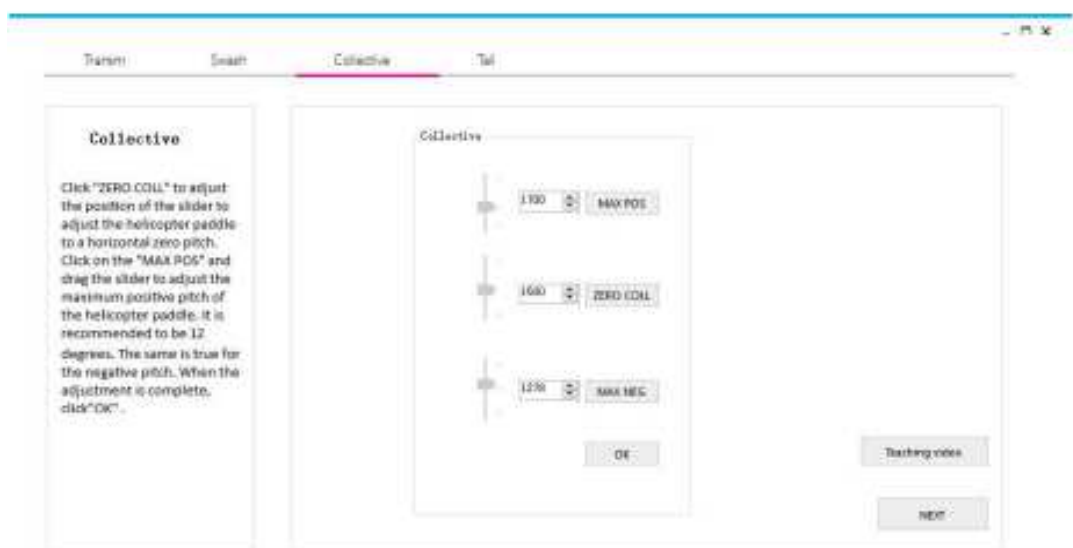 Swash
Collective
Tail
Collective
Click "ZERO COLL" to adjust
the position of the slider to
adjust the helicopter paddle
to a horizontal zero pitch.
Click on the "MAX POS" and
drag the slider to adjust the
maximum positive pitch of
the helicopter paddle. It is
recommended to be 12
degrees. The same is true for
the negative pitch. When the
adjustment is complete,
click"OK".
Collective
1700 MAX POS
ZERO COLL
1278 MAX NEG
OK
Teaching video
NEXT